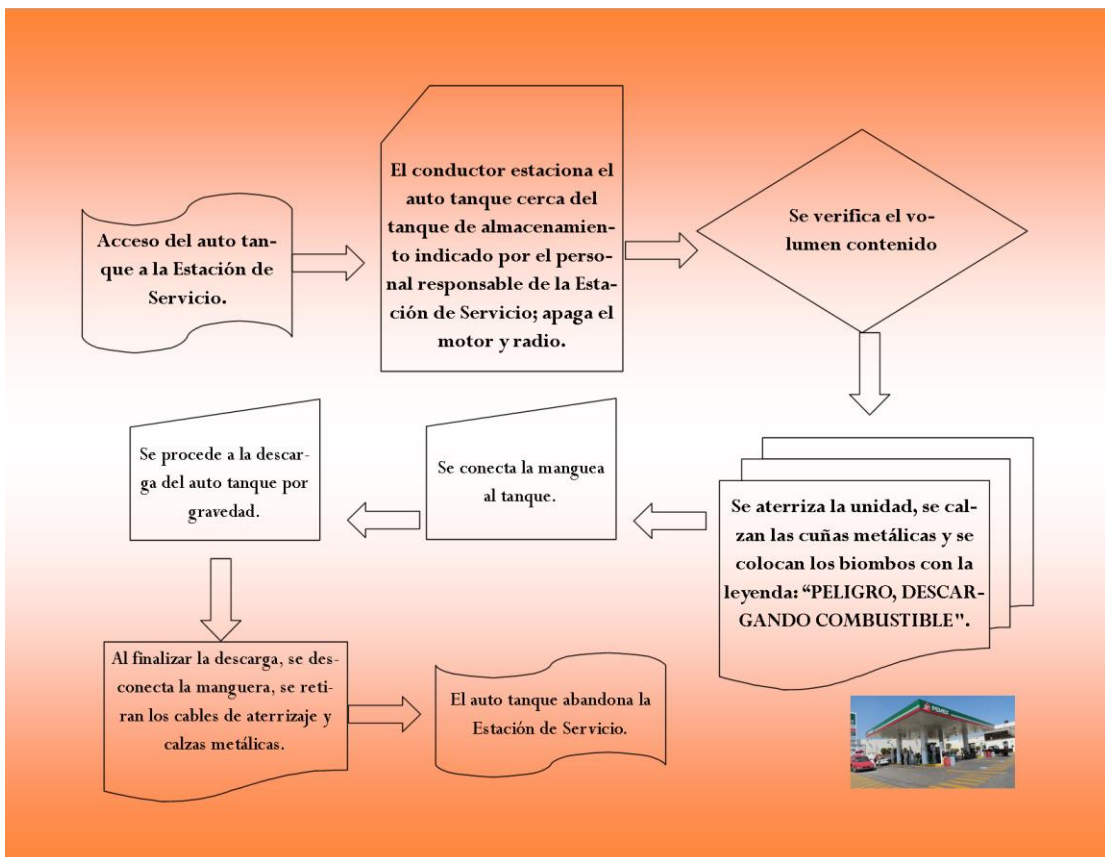 Acceso del auto tan-
que a la Estación de
Servicio.
El conductor estaciona el
auto tanque cerca del
tanque de almacenamien-
to indicado por el perso-
nal responsable de la Esta-
ción de Servicio; apaga el
motor y radio.
Se verifica el vo-
lumen contenido
Se aterriza la unidad, se cal-
zan las cuñas metálicas y se
colocan los biombos con la
leyenda: “PELIGRO, DESCAR-
GANDO COMBUSTIBLE".
Se conecta la manguea
al tanque.
Se procede a la descar-
ga del auto tanque por
gravedad.
Al finalizar la descarga, se des-
conecta la manguera, se reti-
ran los cables de aterrizaje y
calzas metálicas.
El auto tanque abandona la
Estación de Servicio.
PEMEX